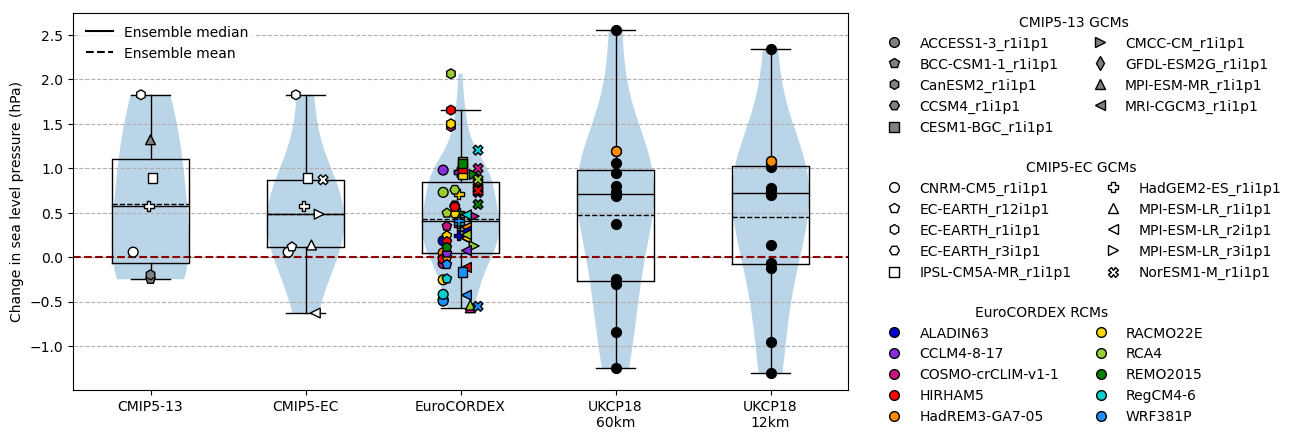 Change in sea level pressure (hPa)
2.5
2.0
1.5
1.0
0.5
0.0
−0.5
−1.0
Ensemble median
Ensemble mean
CMIP5-13
CMIP5-EC
EuroCORDEX
UKCP18
60km
UKCP18
12km
CMIP5-13 GCMs
ACCESS1-3_r1i1p1
BCC-CSM1-1_r1i1p1
CanESM2_r1i1p1
CCSM4_r1i1p1
CESM1-BGC_r1i1p1
CMCC-CM_r1i1p1
GFDL-ESM2G_r1i1p1
MPI-ESM-MR_r1i1p1
MRI-CGCM3_r1i1p1
CMIP5-EC GCMs
CNRM-CM5_r1i1p1
EC-EARTH_r12i1p1
EC-EARTH_r1i1p1
EC-EARTH_r3i1p1
IPSL-CM5A-MR_r1i1p1
HadGEM2-ES_r1i1p1
MPI-ESM-LR_r1i1p1
MPI-ESM-LR_r2i1p1
MPI-ESM-LR_r3i1p1
NorESM1-M_r1i1p1
EuroCORDEX RCMs
ALADIN63
CCLM4-8-17
COSMO-crCLIM-v1-1
HIRHAM5
HadREM3-GA7-05
RACMO22E
RCA4
REMO2015
RegCM4-6
WRF381P